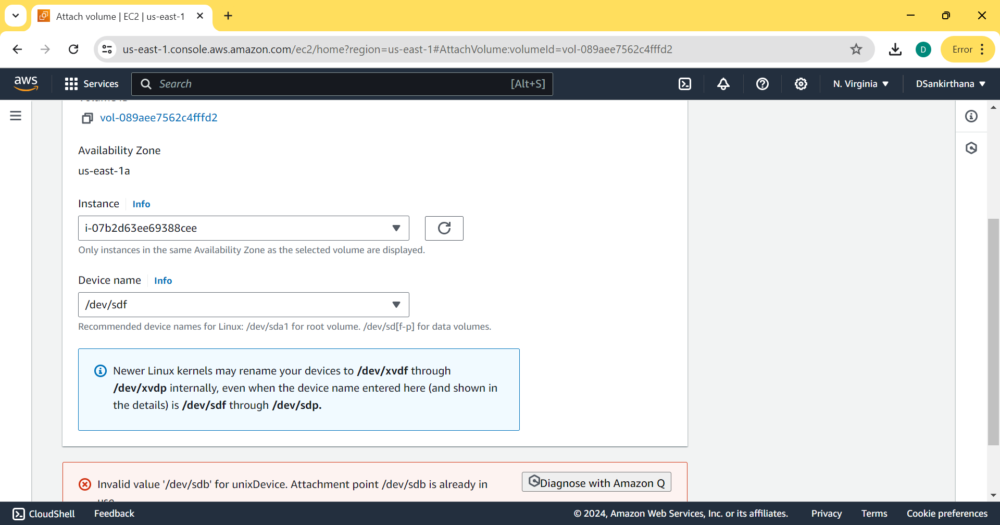 Attach volume | EC2 | us-east-1
us-east-1.console.aws.amazon.com/ec2/home?region=us-east-1#AttachVolume:volumeId=vol-089aee7562c4fffd2
D
Error
aws
Services
Search
[Alt+S]
N. Virginia
DSankirthana
vol-089aee7562c4fffd2
Availability Zone
us-east-1a
Instance
Info
i-07b2d63ee69388cee
Only instances in the same Availability Zone as the selected volume are displayed.
Device name
Info
/dev/sdf
Recommended device names for Linux: /dev/sda1 for root volume. /dev/sd[f-p] for data volumes.
Newer Linux kernels may rename your devices to /dev/xvdf through
/dev/xvdp internally, even when the device name entered here (and shown in
the details) is /dev/sdf through /dev/sdp.
Invalid value '/dev/sdb' for unixDevice. Attachment point /dev/sdb is already in
use
Diagnose with Amazon Q
CloudShell
Feedback
© 2024, Amazon Web Services, Inc. or its affiliates.
Privacy
Terms
Cookie preferences